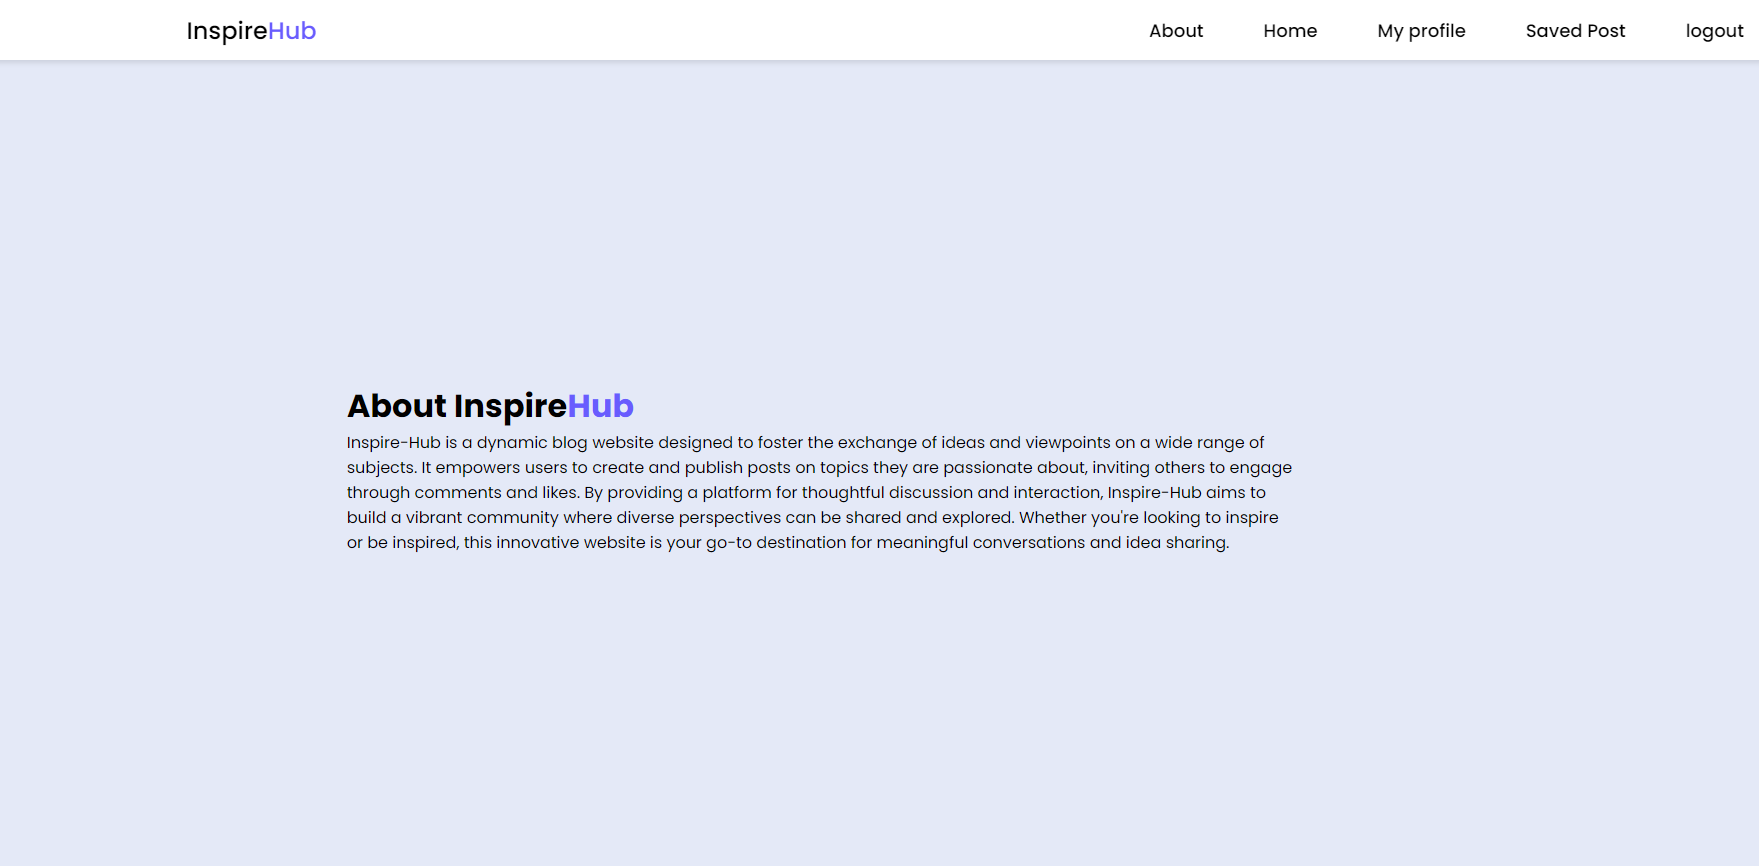 InspireHub
About
Home
My profile
Saved Post
logout
About InspireHub
Inspire-Hub is a dynamic blog website designed to foster the exchange of ideas and viewpoints on a wide range of
subjects. It empowers users to create and publish posts on topics they are passionate about, inviting others to engage
through comments and likes. By providing a platform for thoughtful discussion and interaction, Inspire-Hub aims to
build a vibrant community where diverse perspectives can be shared and explored. Whether you're looking to inspire
or be inspired, this innovative website is your go-to destination for meaningful conversations and idea sharing.